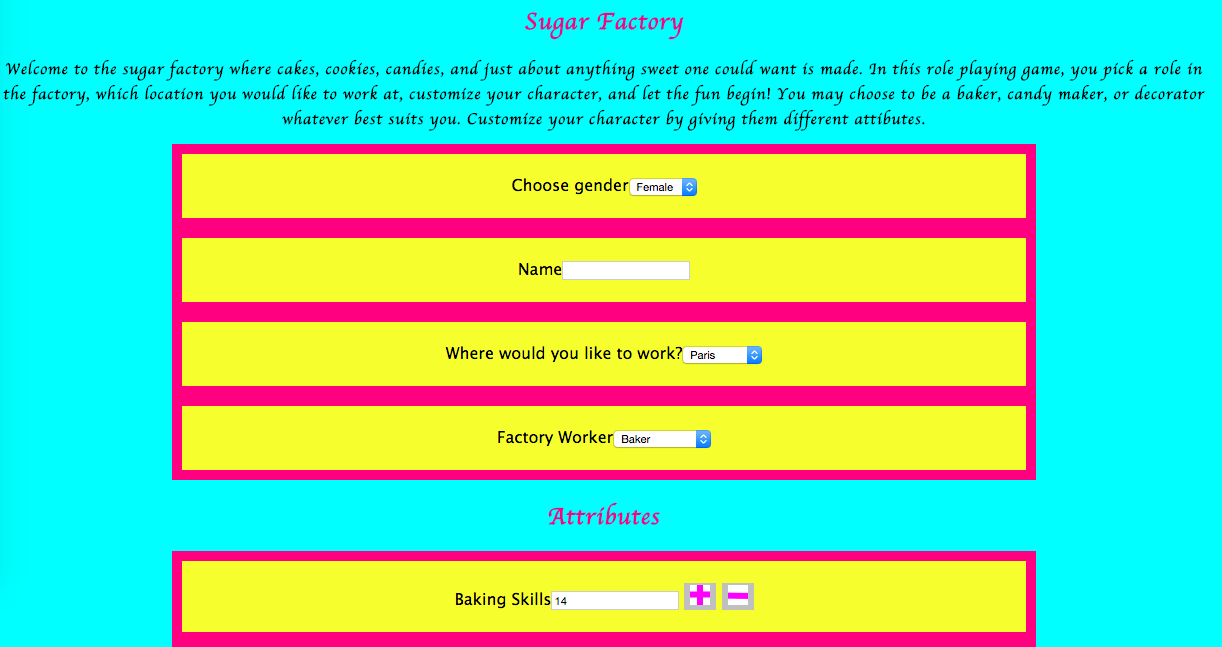 Sugar Factory
Welcome to the sugar factory where cakes, cookies, candies, and just about anything sweet one could want is made. In this role playing game, you pick a role in
the factory, which location you would like to work at, customize your character, and let the fun begin! You may choose to be a baker, candy maker, or decorator
whatever best suits you. Customize your character by giving them different attibutes.
Choose gender Female
Name
Where would you like to work? Paris
Factory Worker Baker
Attributes
Baking Skills 14 + −